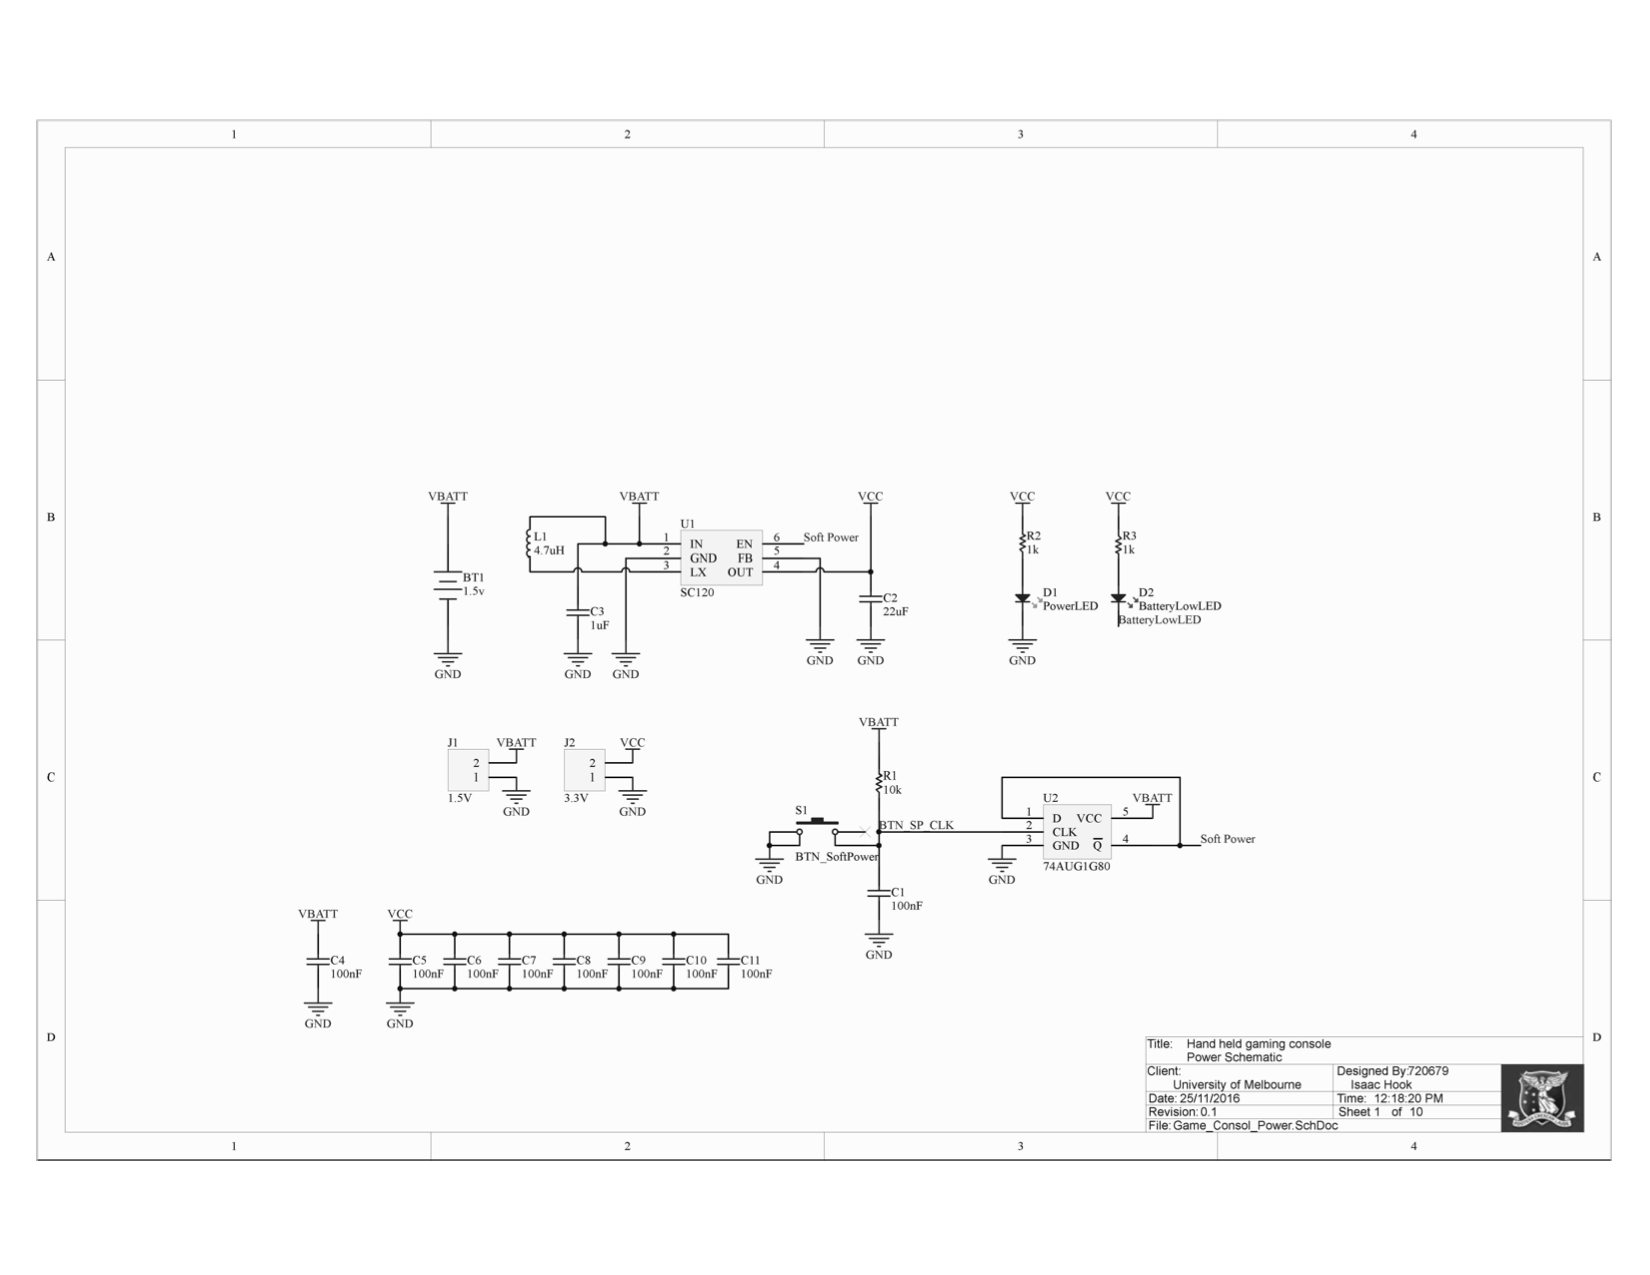 1 2 3 4
A A
B B
C C
D D
VBATT VBATT VCC VCC VCC
U1
L1
4.7uH
1 IN EN 6 Soft Power
2 GND FB 5
3 LX OUT 4
SC120
R2
1k
R3
1k
BT1
1.5v
C3
1uF
C2
22uF
D1
PowerLED
D2
BatteryLowLED
BatteryLowLED
GND GND GND GND GND GND
J1 VBATT
2
1
1.5V GND
J2 VCC
2
1
3.3V GND
VBATT
R1
10k
S1
BTN_SP_CLK
BTN_SoftPower
GND
C1
100nF
GND
U2 VBATT
1 D VCC 5
2 CLK
3 GND Q 4 Soft Power
74AUG1G80
GND
VBATT VCC
C4 C5 C6 C7 C8 C9 C10 C11
100nF 100nF 100nF 100nF 100nF 100nF 100nF 100nF
GND GND
Title: Hand held gaming console
Power Schematic
Client: Designed By:720679
University of Melbourne Isaac Hook
Date: 25/11/2016 Time: 12:18:20 PM
Revision: 0.1 Sheet 1 of 10
File: Game_Consol_Power.SchDoc
1 2 3 4